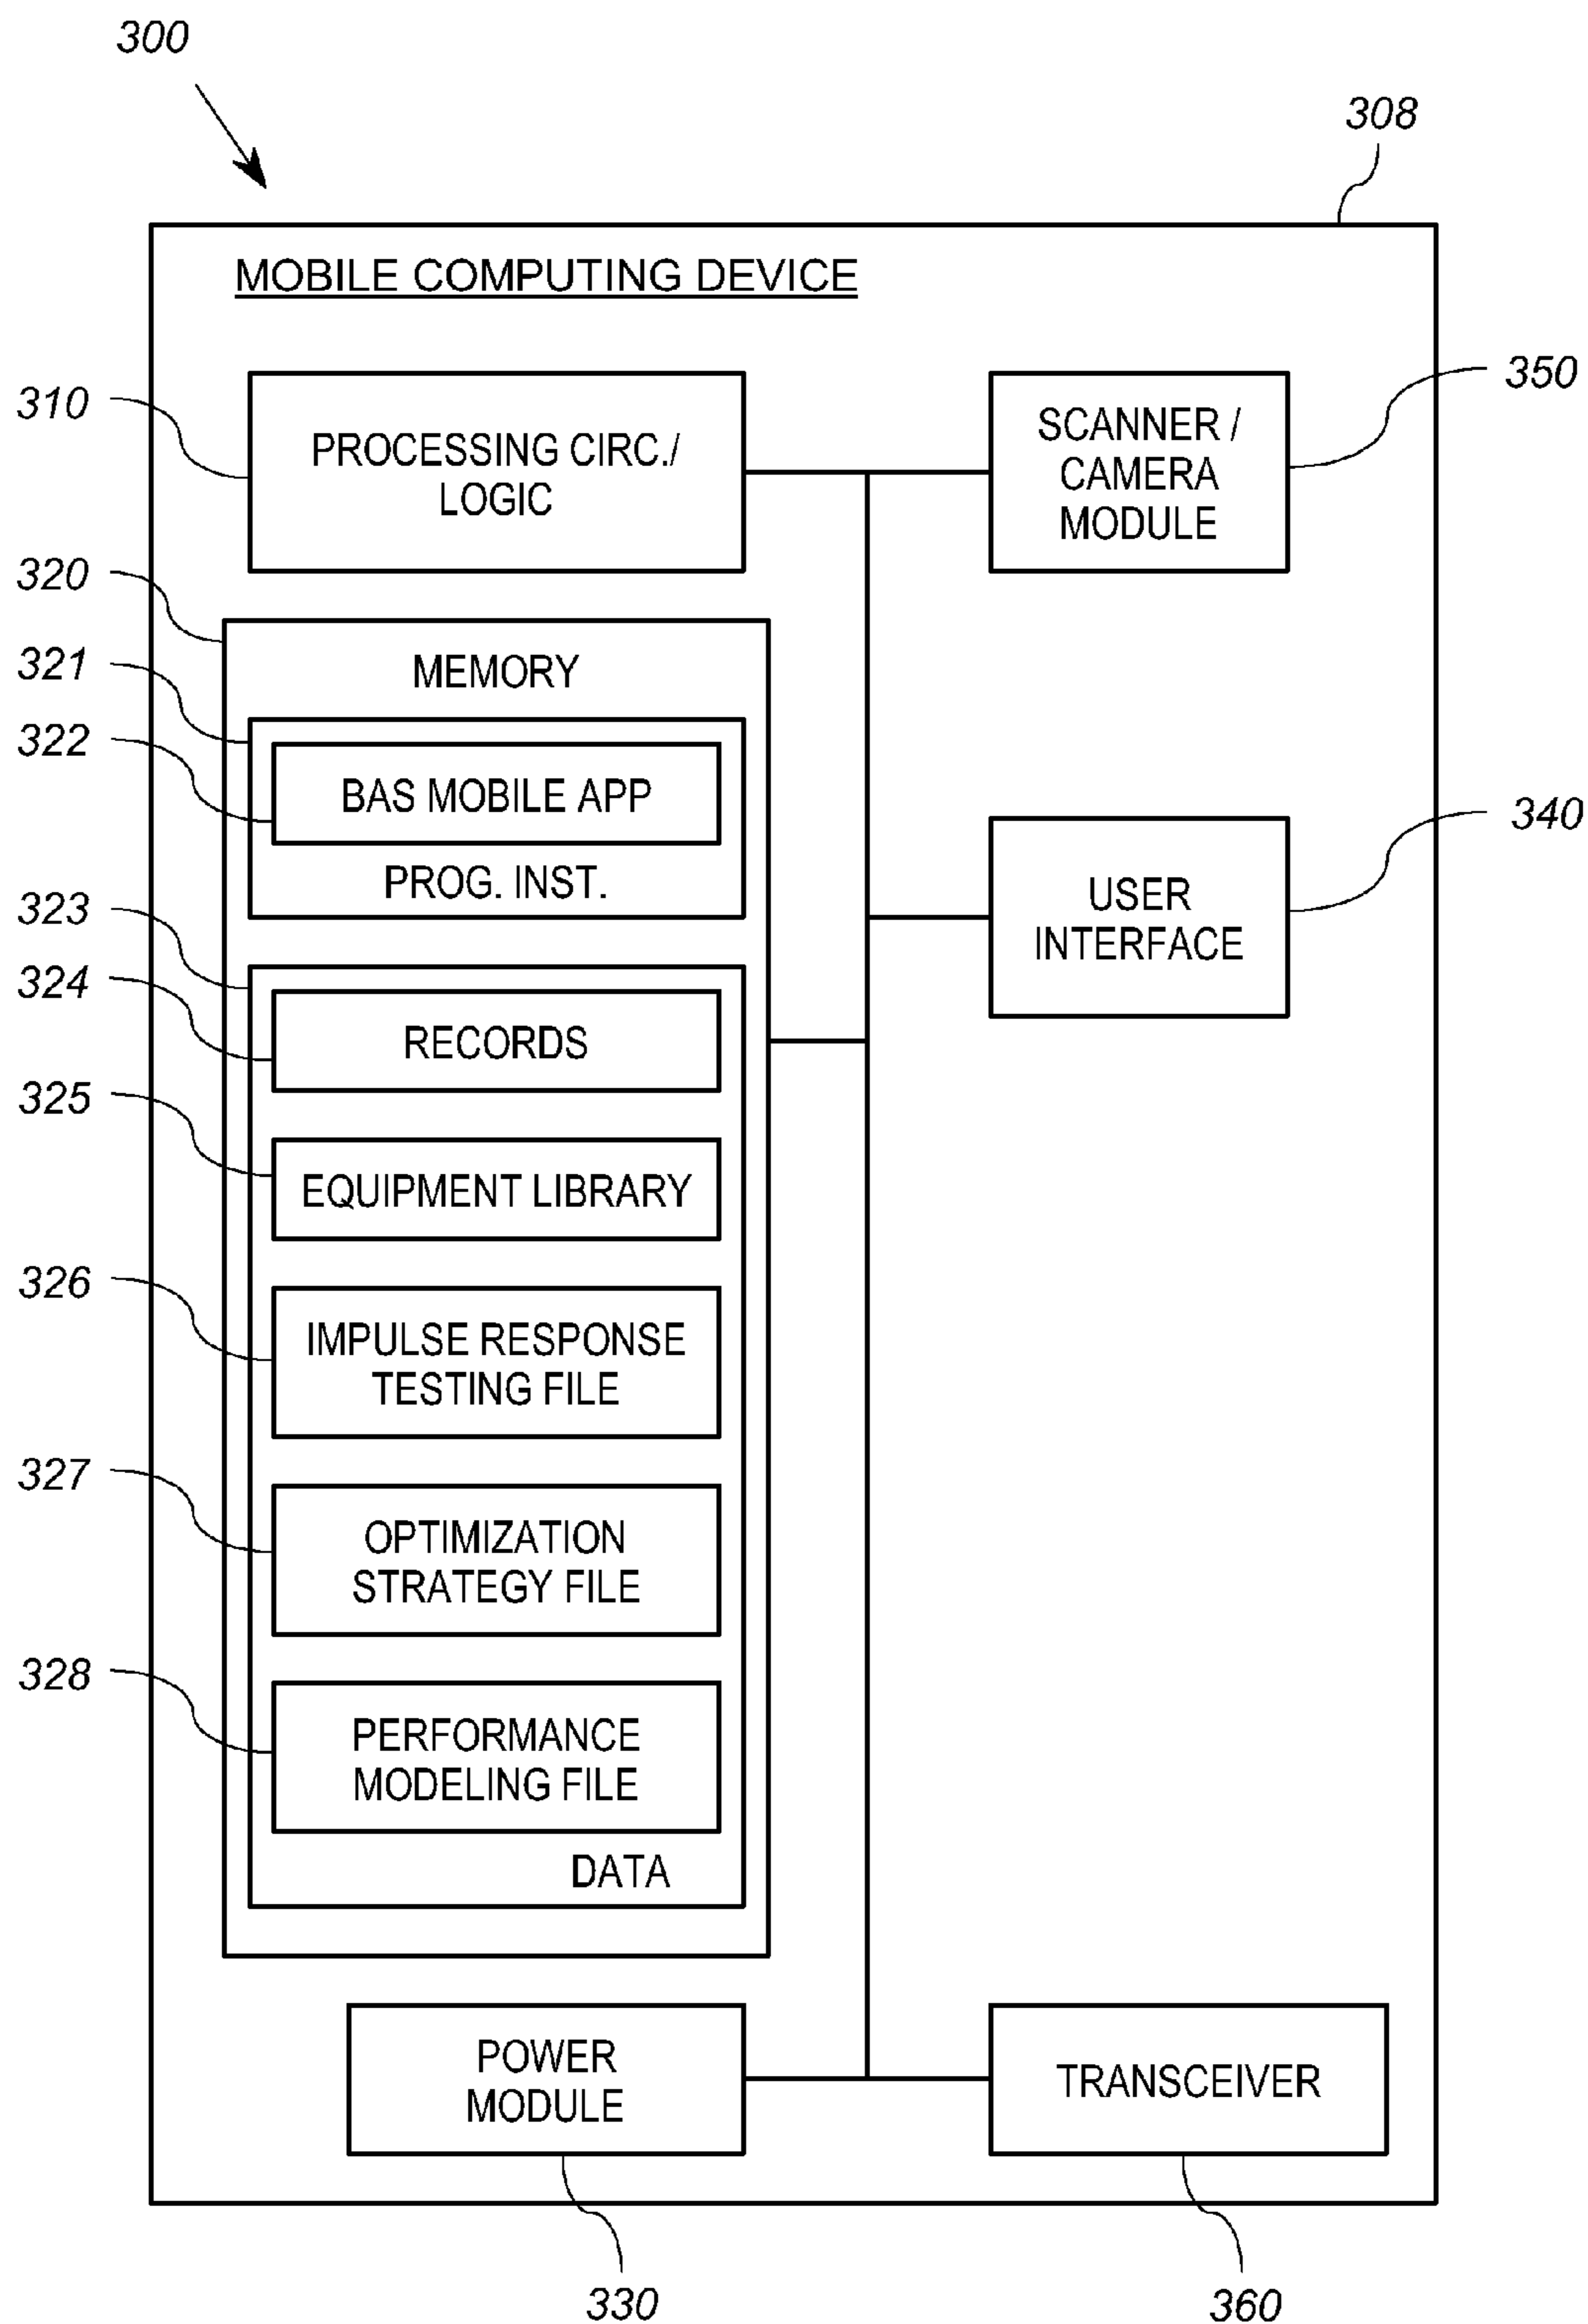 300
308
MOBILE COMPUTING DEVICE
310
PROCESSING CIRC./
LOGIC
350
SCANNER /
CAMERA
MODULE
320
MEMORY
321
322
BAS MOBILE APP
PROG. INST.
340
USER
INTERFACE
323
324
RECORDS
325
EQUIPMENT LIBRARY
326
IMPULSE RESPONSE
TESTING FILE
327
OPTIMIZATION
STRATEGY FILE
328
PERFORMANCE
MODELING FILE
DATA
POWER
MODULE
TRANSCEIVER
330
360